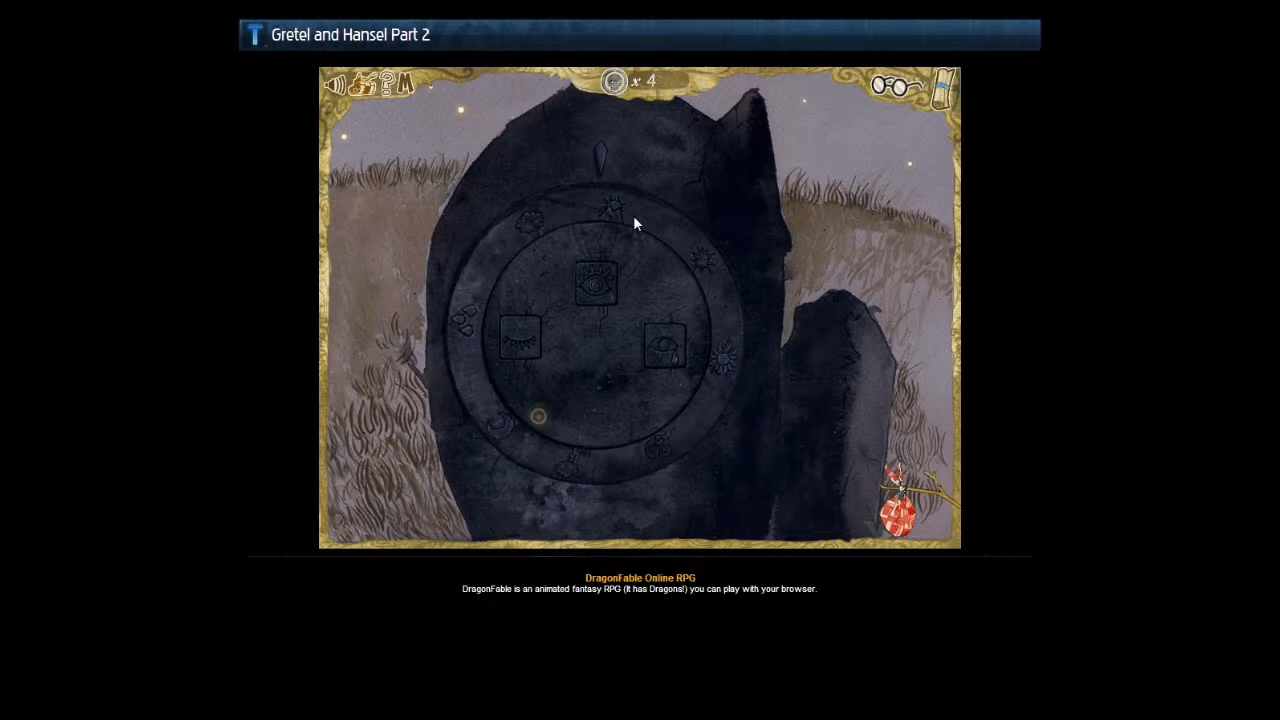 T Gretel and Hansel Part 2
? M
x 4
DragonFable Online RPG
DragonFable is an animated fantasy RPG (It has Dragons!) you can play with your browser.